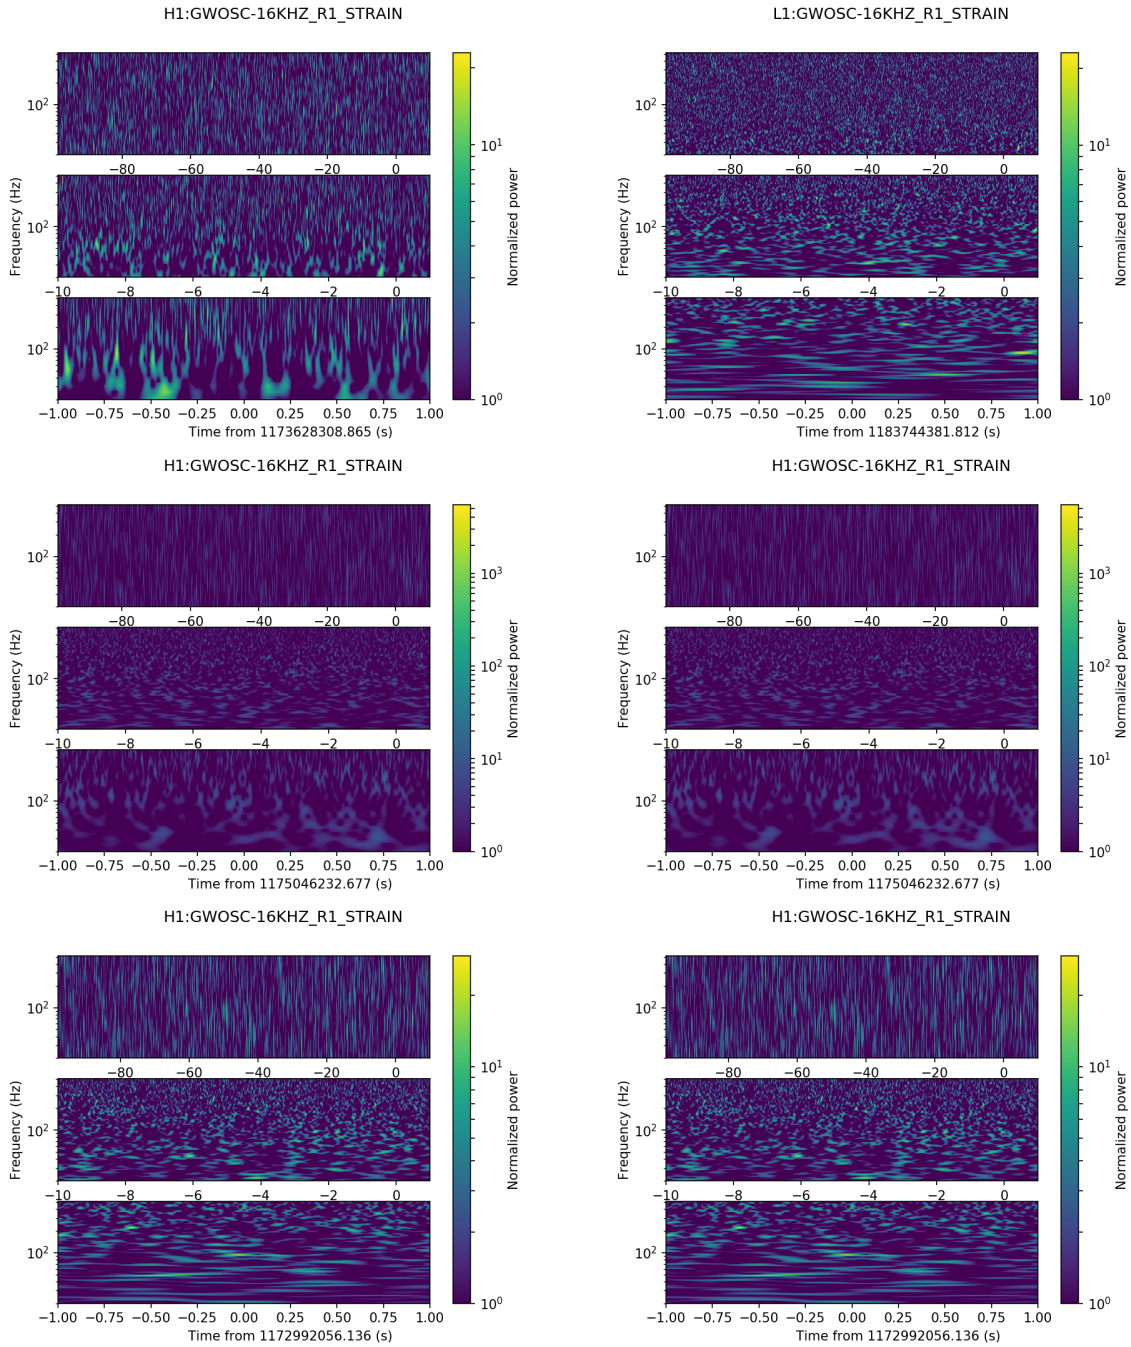 H1:GWOSC-16KHZ_R1_STRAIN
10²
−80 −60 −40 −20 0
10²
−10 −8 −6 −4 −2 0
10²
−1.00 −0.75 −0.50 −0.25 0.00 0.25 0.50 0.75 1.00
Time from 1173628308.865 (s)
Frequency (Hz)
10¹
10⁰
Normalized power
L1:GWOSC-16KHZ_R1_STRAIN
10²
−80 −60 −40 −20 0
10²
−10 −8 −6 −4 −2 0
10²
−1.00 −0.75 −0.50 −0.25 0.00 0.25 0.50 0.75 1.00
Time from 1183744381.812 (s)
Frequency (Hz)
10¹
10⁰
Normalized power
H1:GWOSC-16KHZ_R1_STRAIN
10²
−80 −60 −40 −20 0
10²
−10 −8 −6 −4 −2 0
10²
−1.00 −0.75 −0.50 −0.25 0.00 0.25 0.50 0.75 1.00
Time from 1175046232.677 (s)
Frequency (Hz)
10³
10²
10¹
10⁰
Normalized power
H1:GWOSC-16KHZ_R1_STRAIN
10²
−80 −60 −40 −20 0
10²
−10 −8 −6 −4 −2 0
10²
−1.00 −0.75 −0.50 −0.25 0.00 0.25 0.50 0.75 1.00
Time from 1175046232.677 (s)
Frequency (Hz)
10³
10²
10¹
10⁰
Normalized power
H1:GWOSC-16KHZ_R1_STRAIN
10²
−80 −60 −40 −20 0
10²
−10 −8 −6 −4 −2 0
10²
−1.00 −0.75 −0.50 −0.25 0.00 0.25 0.50 0.75 1.00
Time from 1172992056.136 (s)
Frequency (Hz)
10¹
10⁰
Normalized power
H1:GWOSC-16KHZ_R1_STRAIN
10²
−80 −60 −40 −20 0
10²
−10 −8 −6 −4 −2 0
10²
−1.00 −0.75 −0.50 −0.25 0.00 0.25 0.50 0.75 1.00
Time from 1172992056.136 (s)
Frequency (Hz)
10¹
10⁰
Normalized power